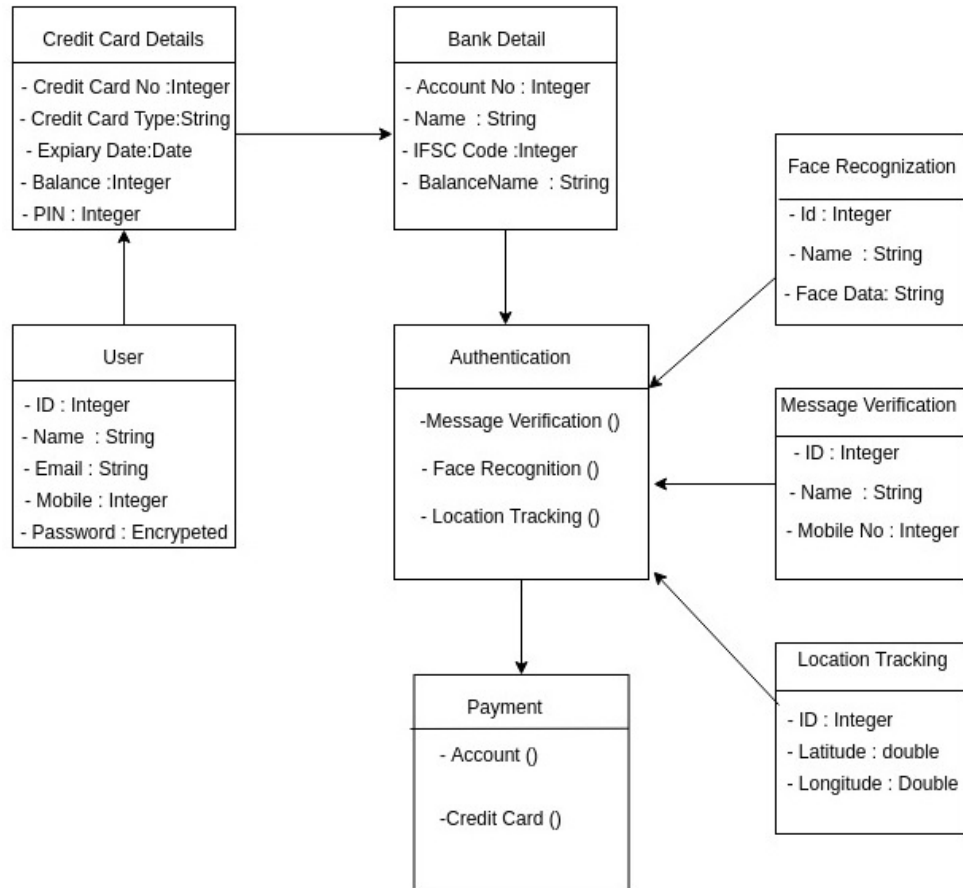 Credit Card Details
- Credit Card No :Integer
- Credit Card Type:String
- Expiary Date:Date
- Balance :Integer
- PIN : Integer
Bank Detail
- Account No : Integer
- Name : String
- IFSC Code :Integer
- BalanceName : String
Face Recognization
- Id : Integer
- Name : String
- Face Data: String
User
- ID : Integer
- Name : String
- Email : String
- Mobile : Integer
- Password : Encrypeted
Authentication
-Message Verification ()
- Face Recognition ()
- Location Tracking ()
Message Verification
- ID : Integer
- Name : String
- Mobile No : Integer
Location Tracking
- ID : Integer
- Latitude : double
- Longitude : Double
Payment
- Account ()
-Credit Card ()